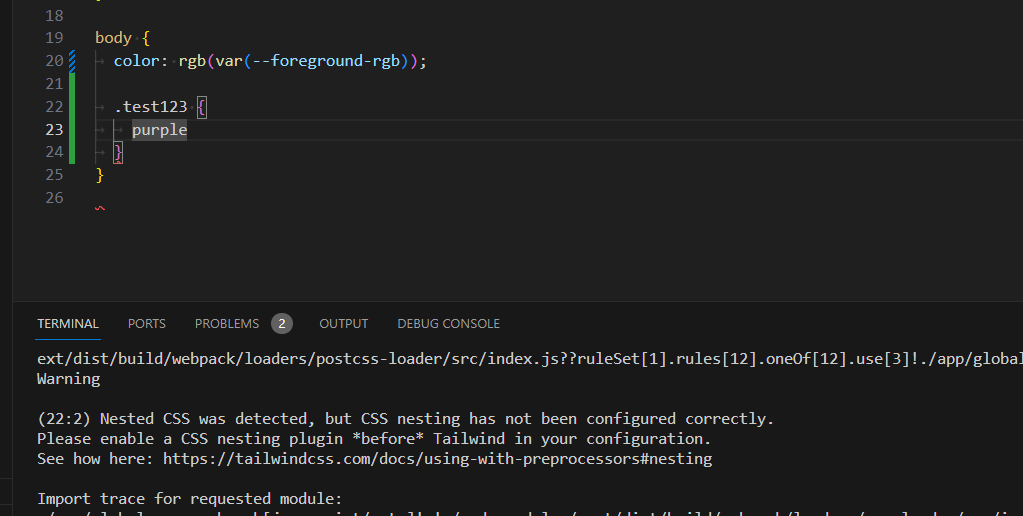 18
19 body {
20 color: rgb(var(--foreground-rgb));
21
22 .test123 {
23 purple
24 }
25 }
26
TERMINAL PORTS PROBLEMS 2 OUTPUT DEBUG CONSOLE
ext/dist/build/webpack/loaders/postcss-loader/src/index.js??ruleSet[1].rules[12].oneOf[12].use[3]!./app/global
Warning
(22:2) Nested CSS was detected, but CSS nesting has not been configured correctly.
Please enable a CSS nesting plugin *before* Tailwind in your configuration.
See how here: https://tailwindcss.com/docs/using-with-preprocessors#nesting
Import trace for requested module: